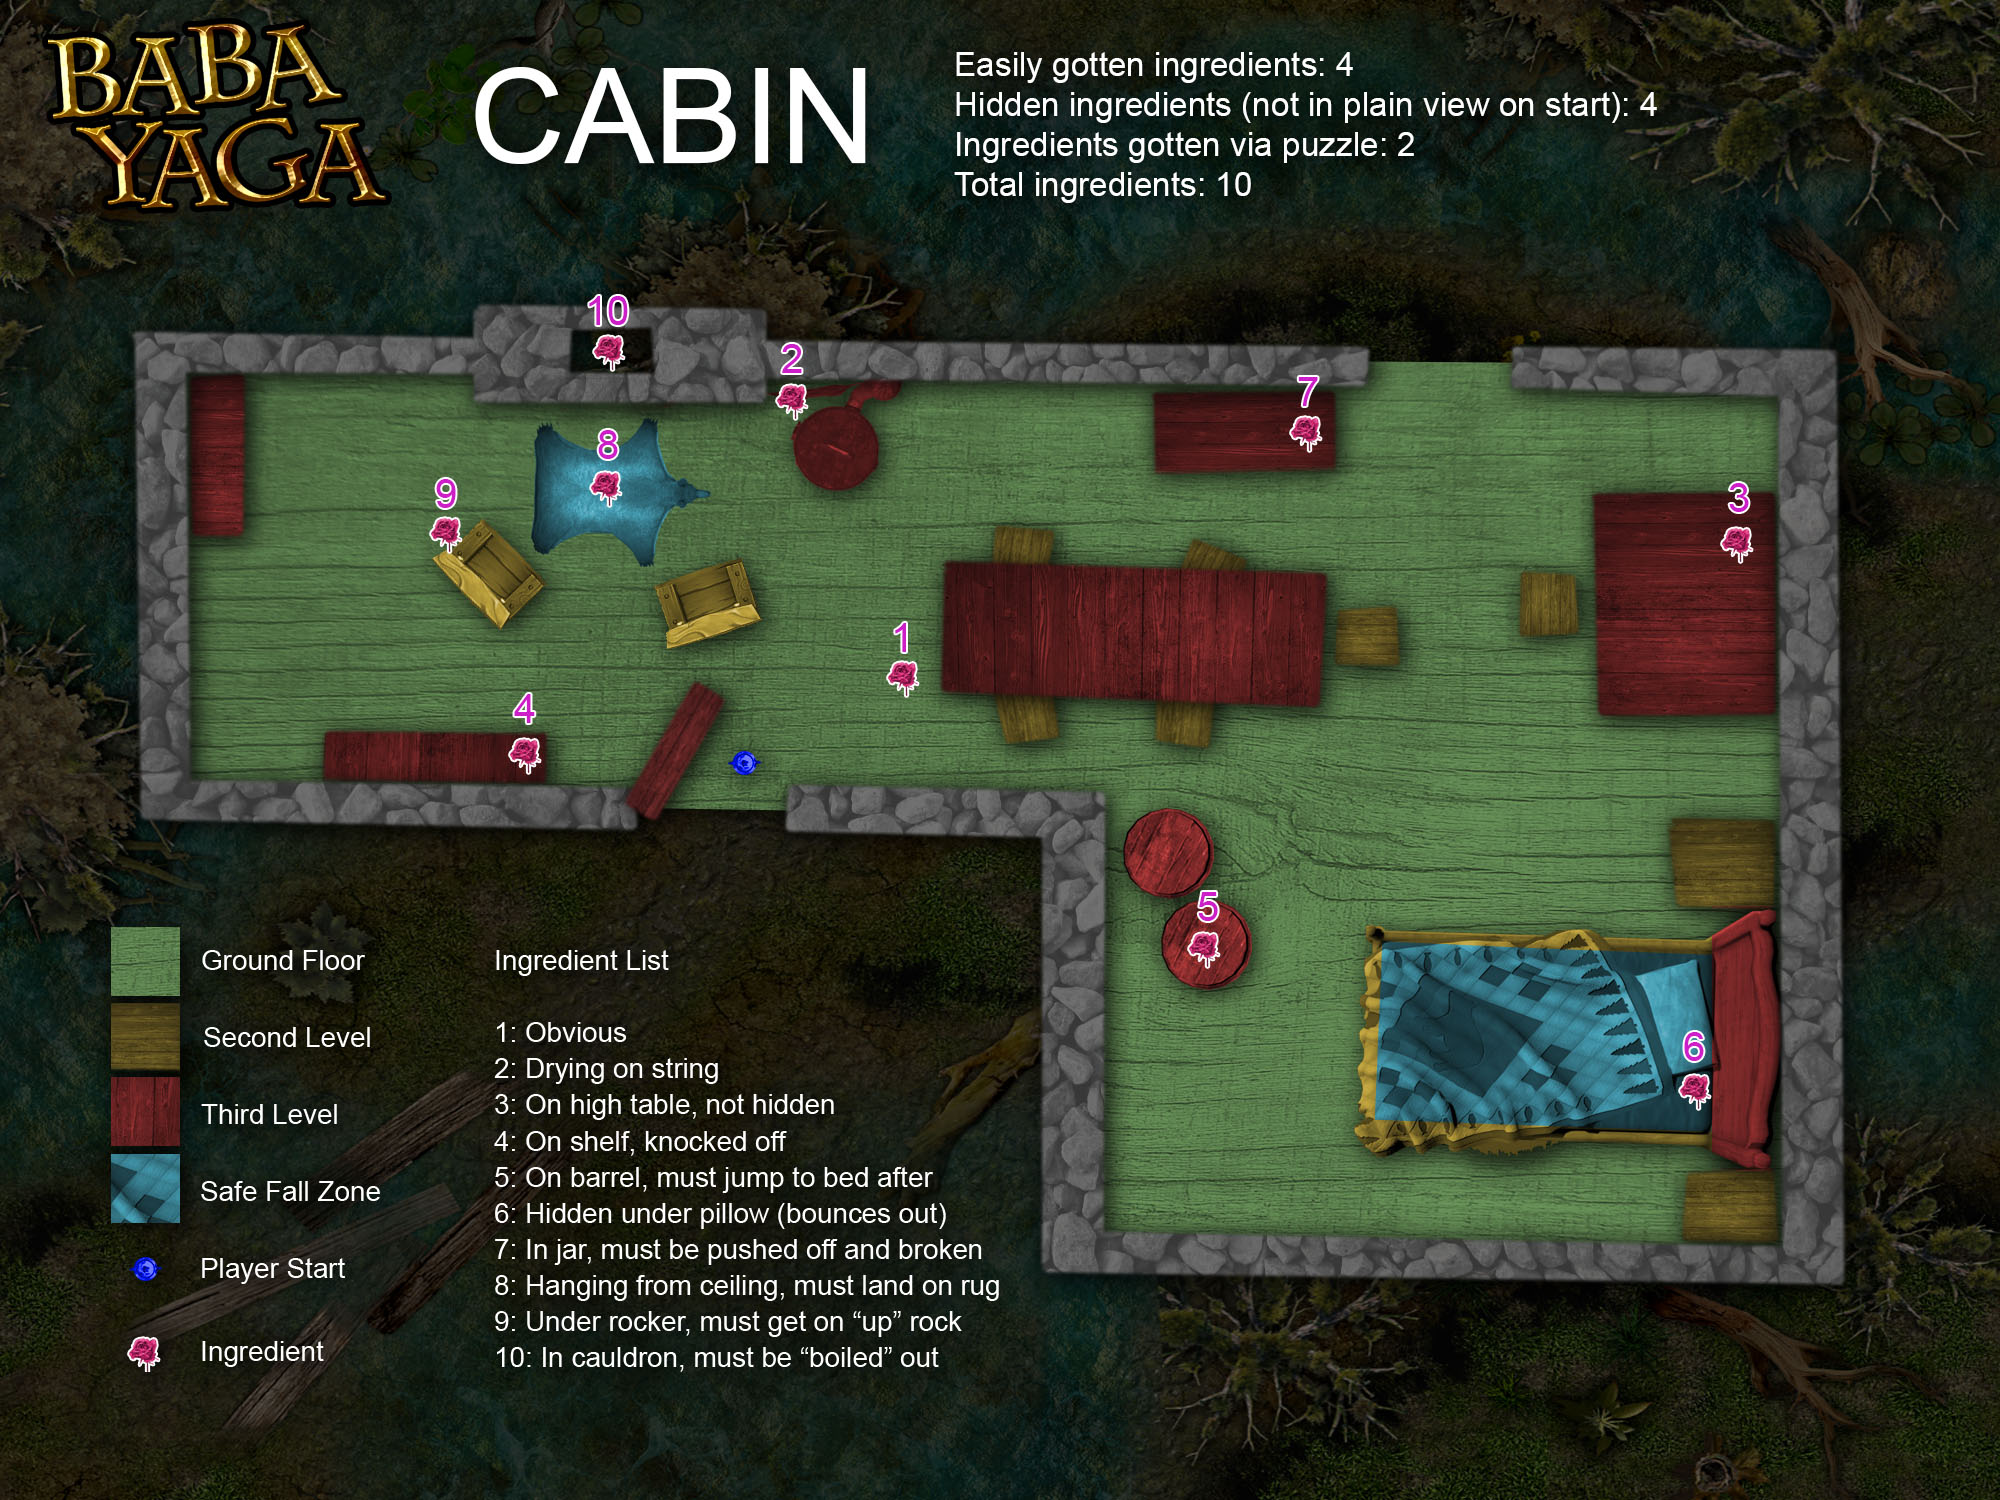 BABA
YAGA
CABIN
Easily gotten ingredients: 4
Hidden ingredients (not in plain view on start): 4
Ingredients gotten via puzzle: 2
Total ingredients: 10
10
2
7
8
9
3
1
4
5
6
Ground Floor
Second Level
Third Level
Safe Fall Zone
Player Start
Ingredient
Ingredient List
1: Obvious
2: Drying on string
3: On high table, not hidden
4: On shelf, knocked off
5: On barrel, must jump to bed after
6: Hidden under pillow (bounces out)
7: In jar, must be pushed off and broken
8: Hanging from ceiling, must land on rug
9: Under rocker, must get on “up” rock
10: In cauldron, must be “boiled” out